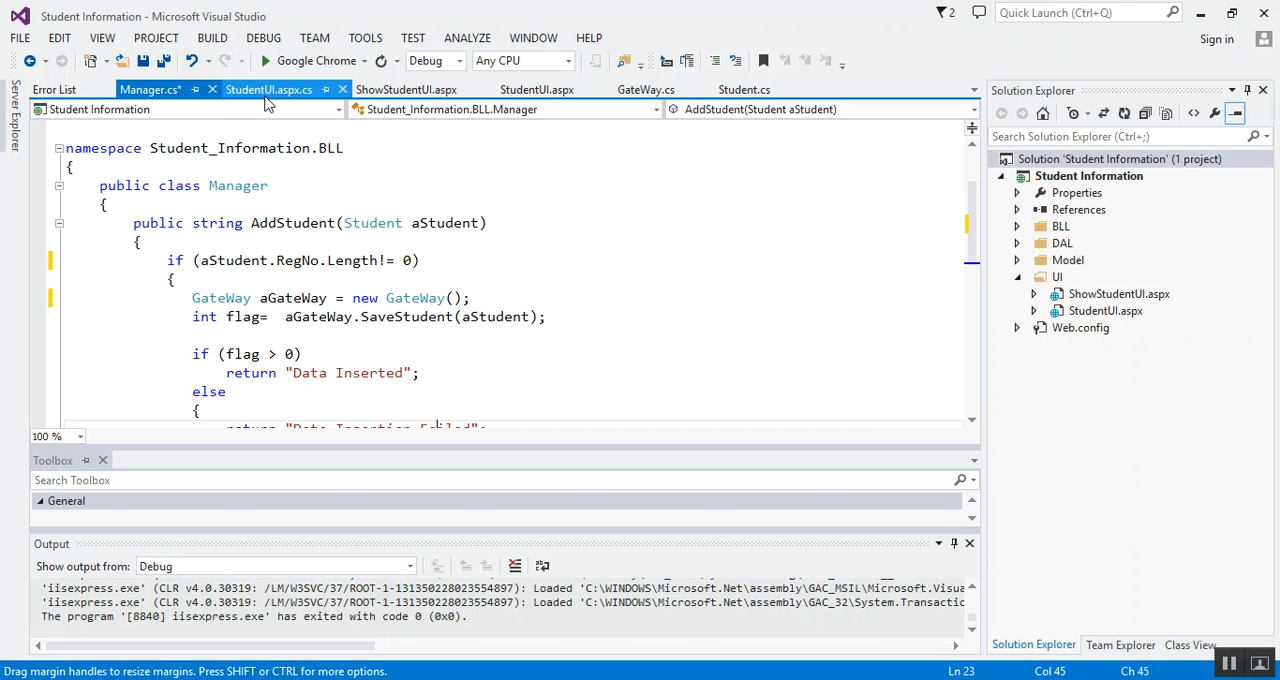 Student Information - Microsoft Visual Studio
2
Quick Launch (Ctrl+Q)
FILE EDIT VIEW PROJECT BUILD DEBUG TEAM TOOLS TEST ANALYZE WINDOW HELP
Sign in
Google Chrome Debug Any CPU
Server Explorer
Error List Manager.cs* StudentUI.aspx.cs ShowStudentUI.aspx StudentUI.aspx GateWay.cs Student.cs
Student Information Student_Information.BLL.Manager AddStudent(Student aStudent)
namespace Student_Information.BLL
{
public class Manager
{
public string AddStudent(Student aStudent)
{
if (aStudent.RegNo.Length!= 0)
{
GateWay aGateWay = new GateWay();
int flag=  aGateWay.SaveStudent(aStudent);
if (flag > 0)
return "Data Inserted";
else
{
return "Data Insertion Failed";
100 %
Toolbox
Search Toolbox
General
Output
Show output from: Debug
'iisexpress.exe' (CLR v4.0.30319: /LM/W3SVC/37/ROOT-1-131350228023554897): Loaded 'C:\WINDOWS\Microsoft.Net\assembly\GAC_MSIL\Microsoft.Visua
'iisexpress.exe' (CLR v4.0.30319: /LM/W3SVC/37/ROOT-1-131350228023554897): Loaded 'C:\WINDOWS\Microsoft.Net\assembly\GAC_32\System.Transactio
The program '[8840] iisexpress.exe' has exited with code 0 (0x0).
Solution Explorer
Search Solution Explorer (Ctrl+;)
Solution 'Student Information' (1 project)
Student Information
Properties
References
BLL
DAL
Model
UI
ShowStudentUI.aspx
StudentUI.aspx
Web.config
Solution Explorer Team Explorer Class View
Drag margin handles to resize margins. Press SHIFT or CTRL for more options. Ln 23 Col 45 Ch 45